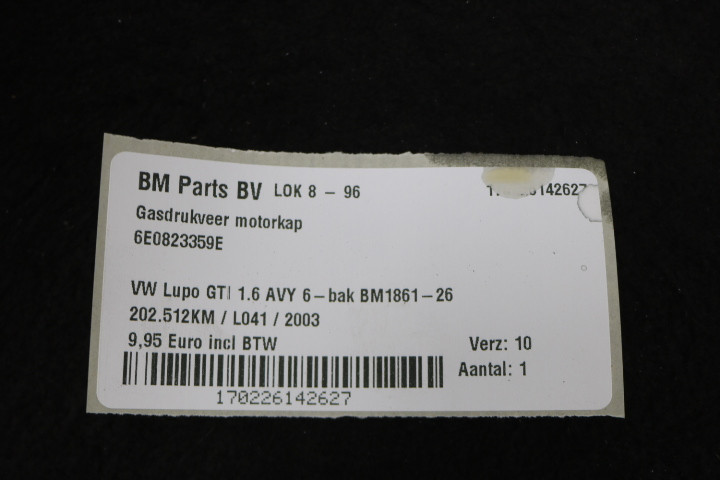 BM Parts BV LOK 8 - 96
Gasdrukveer motorkap
6E0823359E
VW Lupo GTI 1.6 AVY 6-bak BM1861-26
202.512KM / L041 / 2003
9,95 Euro incl BTW
Verz: 10
Aantal: 1
170226142627